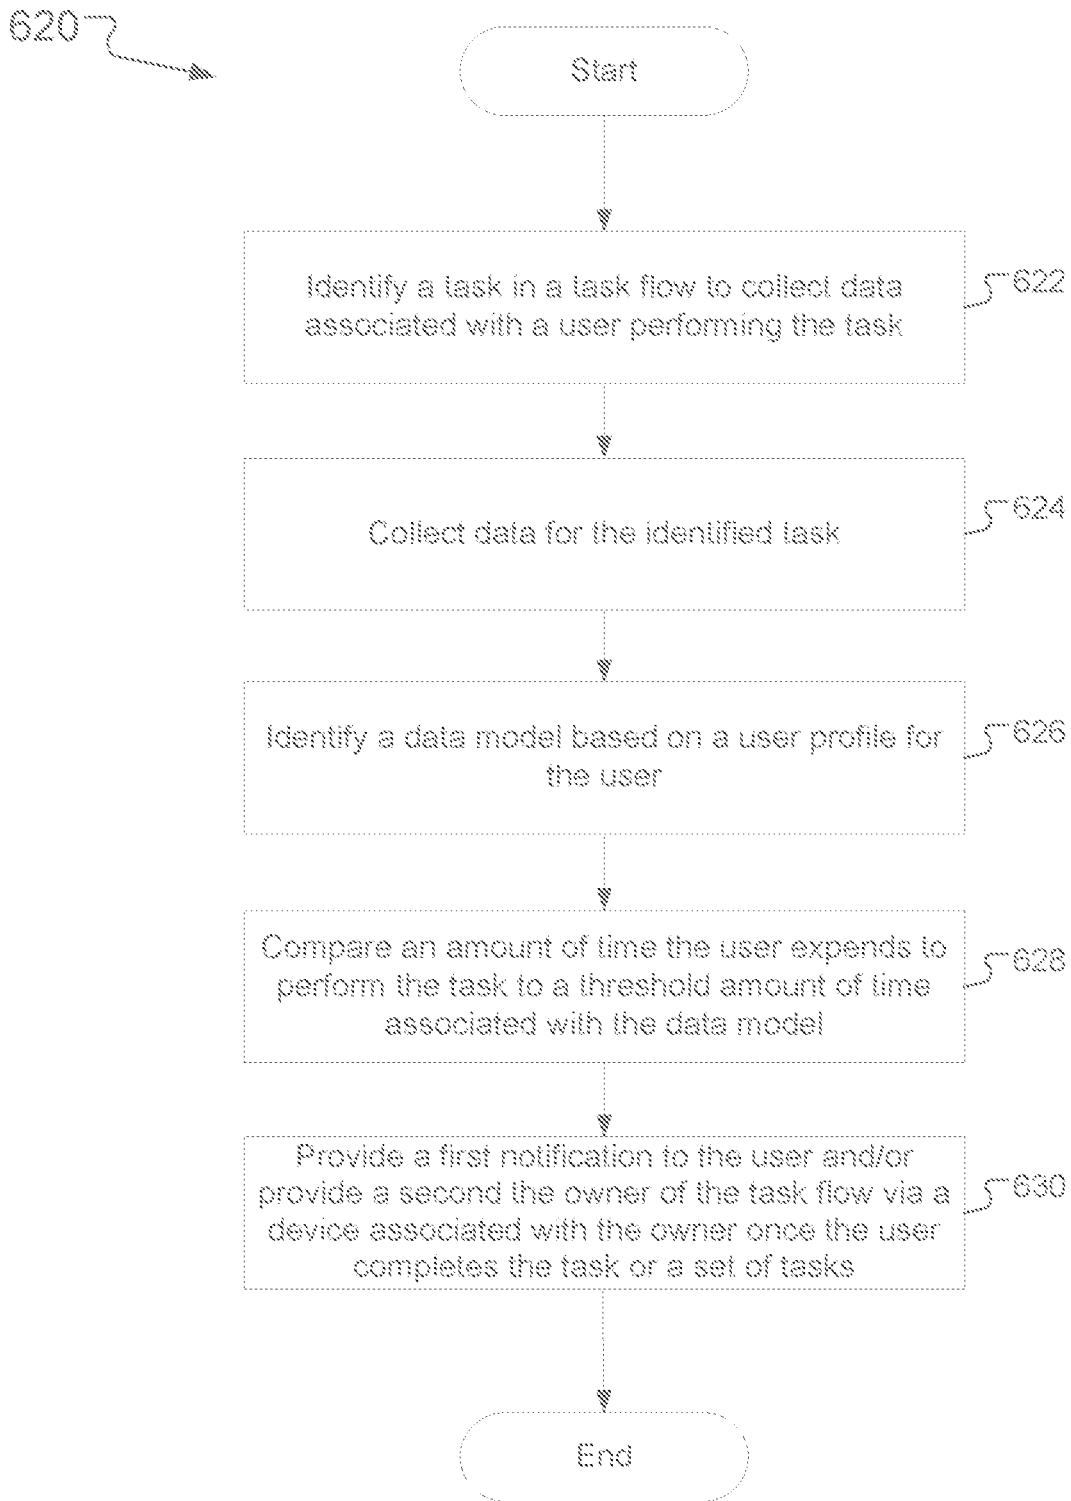 620
Start
Identify a task in a task flow to collect data
associated with a user performing the task
622
Collect data for the identified task
624
Identify a data model based on a user profile for
the user
626
Compare an amount of time the user expends to
perform the task to a threshold amount of time
associated with the data model
628
Provide a first notification to the user and/or
provide a second the owner of the task flow via a
device associated with the owner once the user
completes the task or a set of tasks
630
End